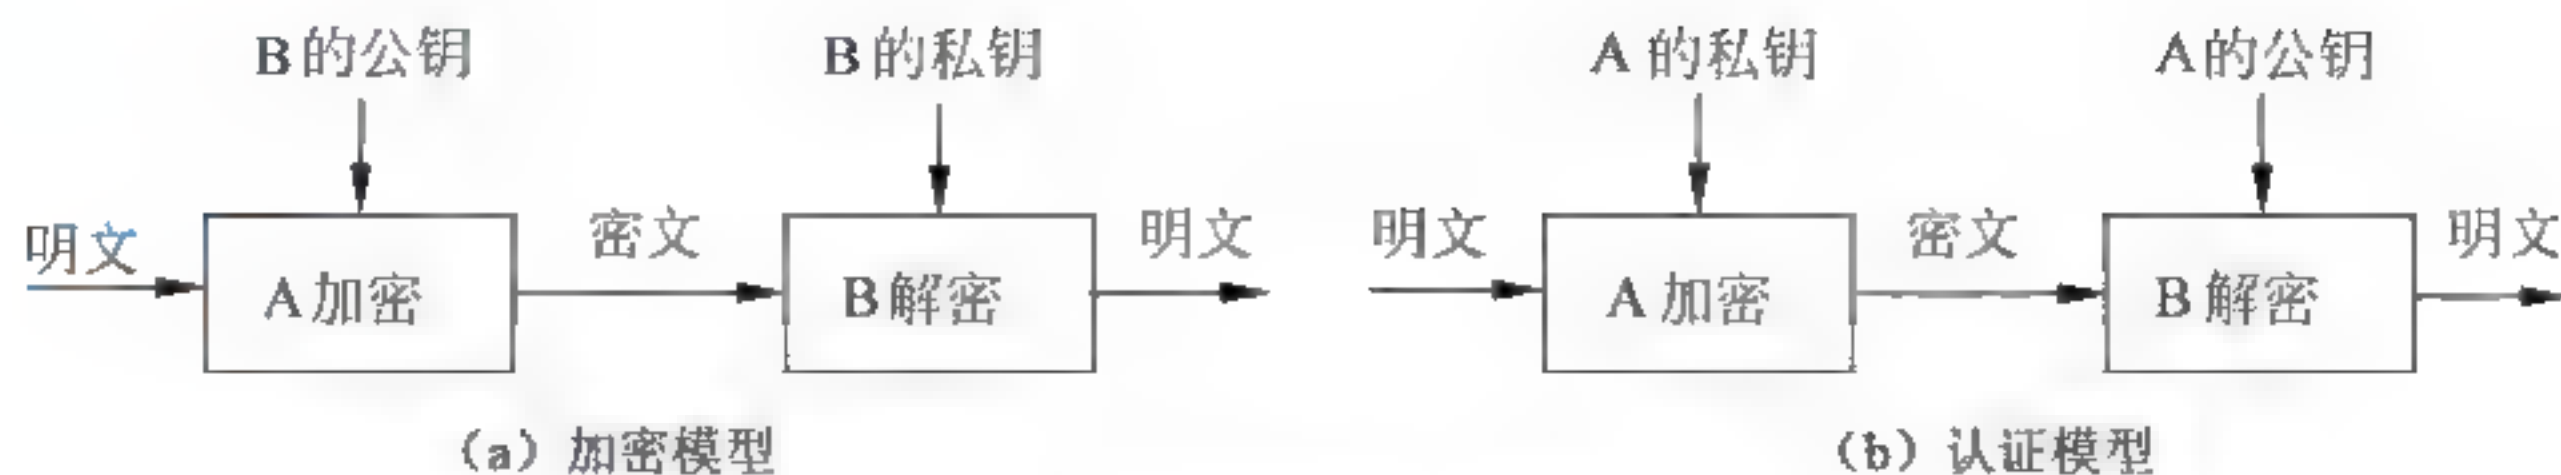 B的公钥
B的私钥
A的私钥
A的公钥
明文
密文
明文
明文
密文
明文
A加密
B解密
A加密
B解密
(a) 加密模型
(b) 认证模型